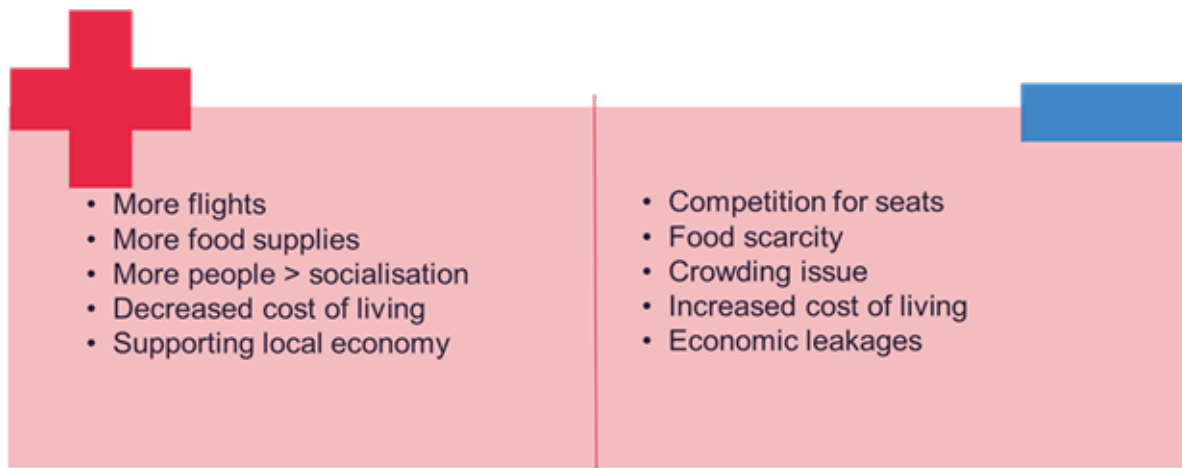 • More flights
• More food supplies
• More people > socialisation
• Decreased cost of living
• Supporting local economy
• Competition for seats
• Food scarcity
• Crowding issue
• Increased cost of living
• Economic leakages